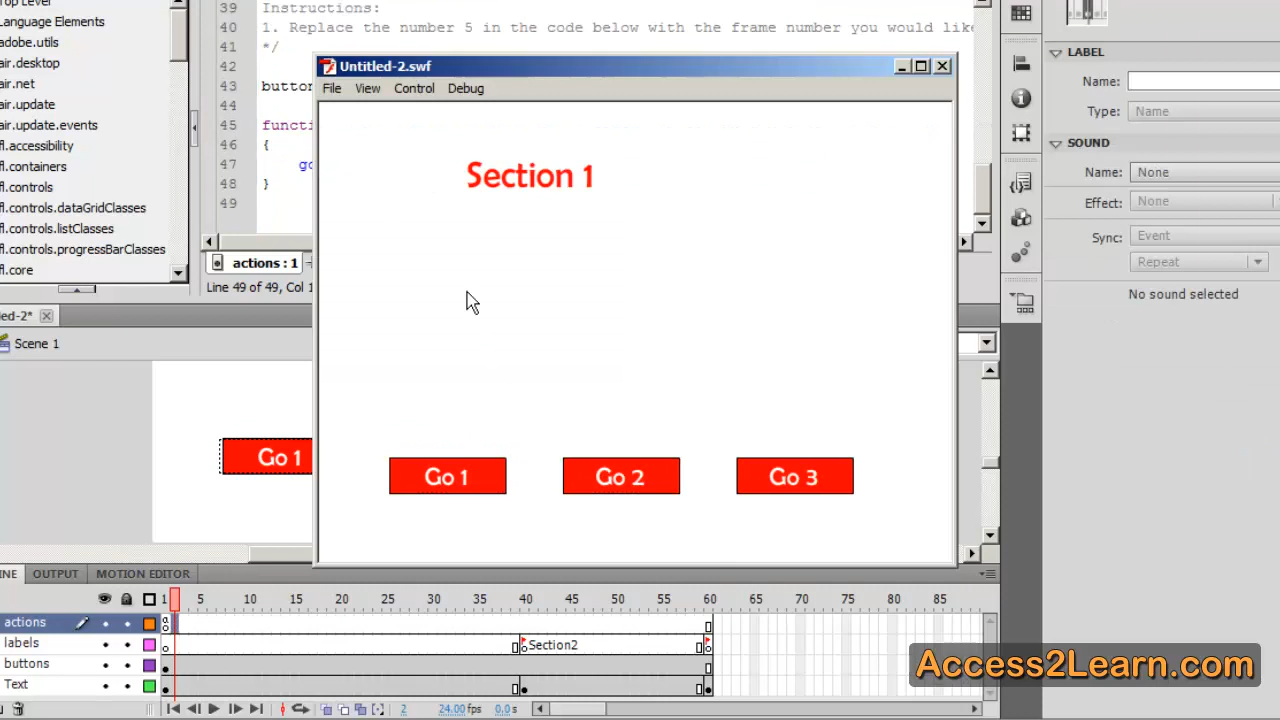 Top Level
Language Elements
adobe.utils
air.desktop
air.net
air.update
air.update.events
fl.accessibility
fl.containers
fl.controls
fl.controls.dataGridClasses
fl.controls.listClasses
fl.controls.progressBarClasses
fl.core
39 Instructions:
40 1. Replace the number 5 in the code below with the frame number you would like
41 */
42
43 button
44
45 functi
46 {
47 go
48 }
49
actions : 1
Line 49 of 49, Col 1
Untitled-2.swf
File View Control Debug
Section 1
Go 1 Go 2 Go 3
LABEL
Name:
Type: Name
SOUND
Name: None
Effect: None
Sync: Event
Repeat
No sound selected
ed-2*
Scene 1
Go 1
NE OUTPUT MOTION EDITOR
1 5 10 15 20 25 30 35 40 45 50 55 60 65 70 75 80 85
actions
labels Section2
buttons
Text
2 24.00 fps 0.0 s
Access2Learn.com